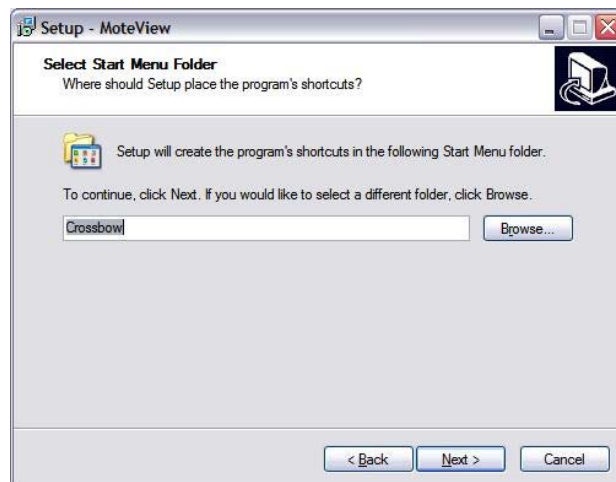 Setup - MoteView
Select Start Menu Folder
Where should Setup place the program's shortcuts?
Setup will create the program's shortcuts in the following Start Menu folder.
To continue, click Next. If you would like to select a different folder, click Browse.
Crossbow
Browse...
< Back
Next >
Cancel